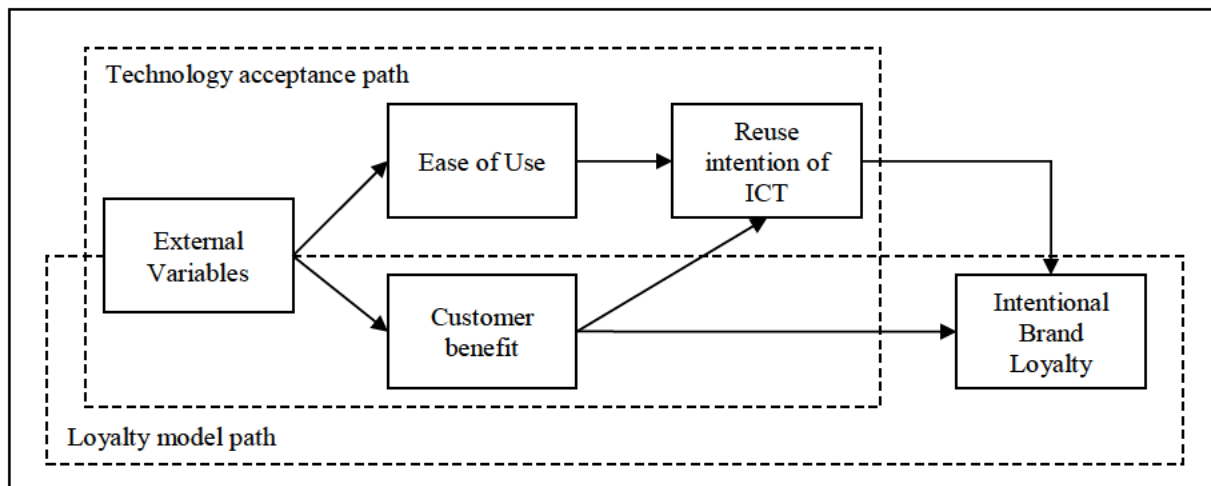 Technology acceptance path
Ease of Use
Reuse
intention of
ICT
External
Variables
Customer
benefit
Intentional
Brand
Loyalty
Loyalty model path